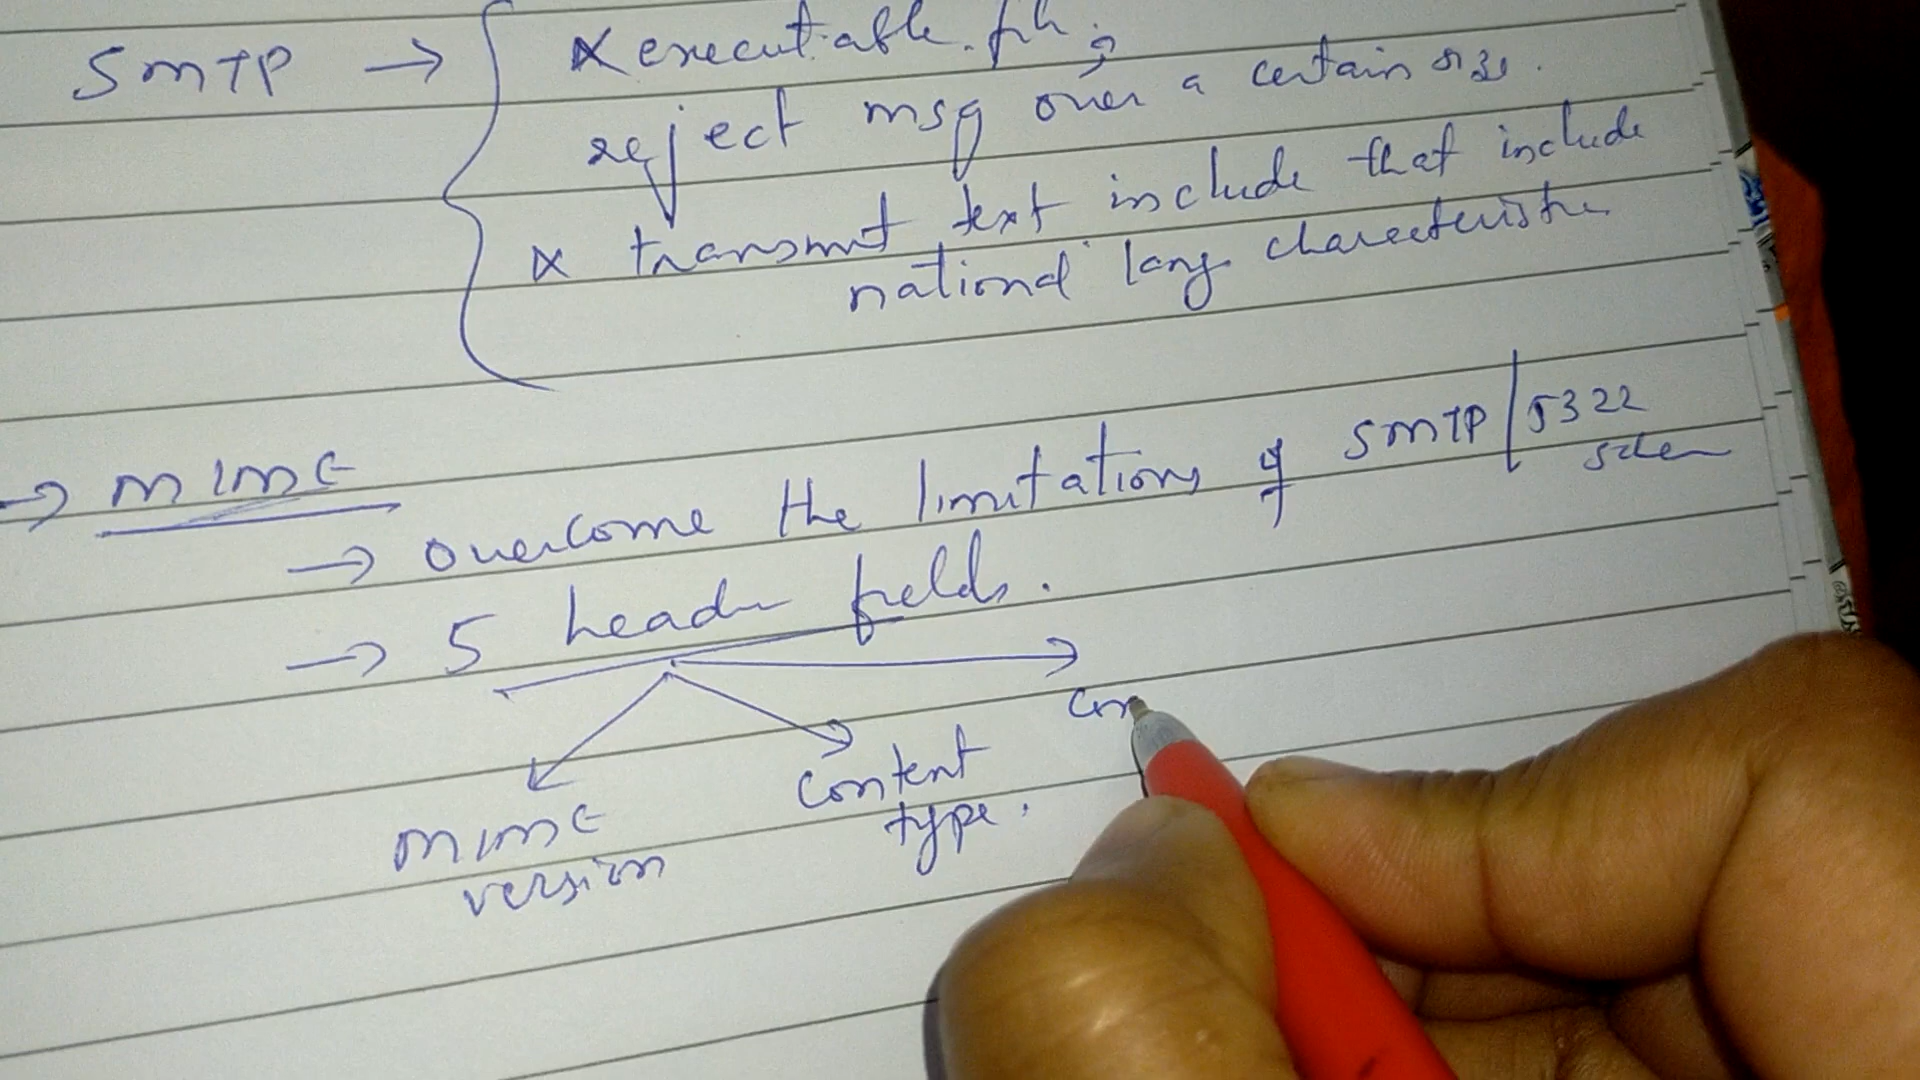 SMTP → x executable file;
reject msg over a certain size.
x transmit text include that include
national lang characteristic
→ MIME
→ overcome the limitations of SMTP | 5322
→ 5 header fields.
MIME
version
content
type.
con